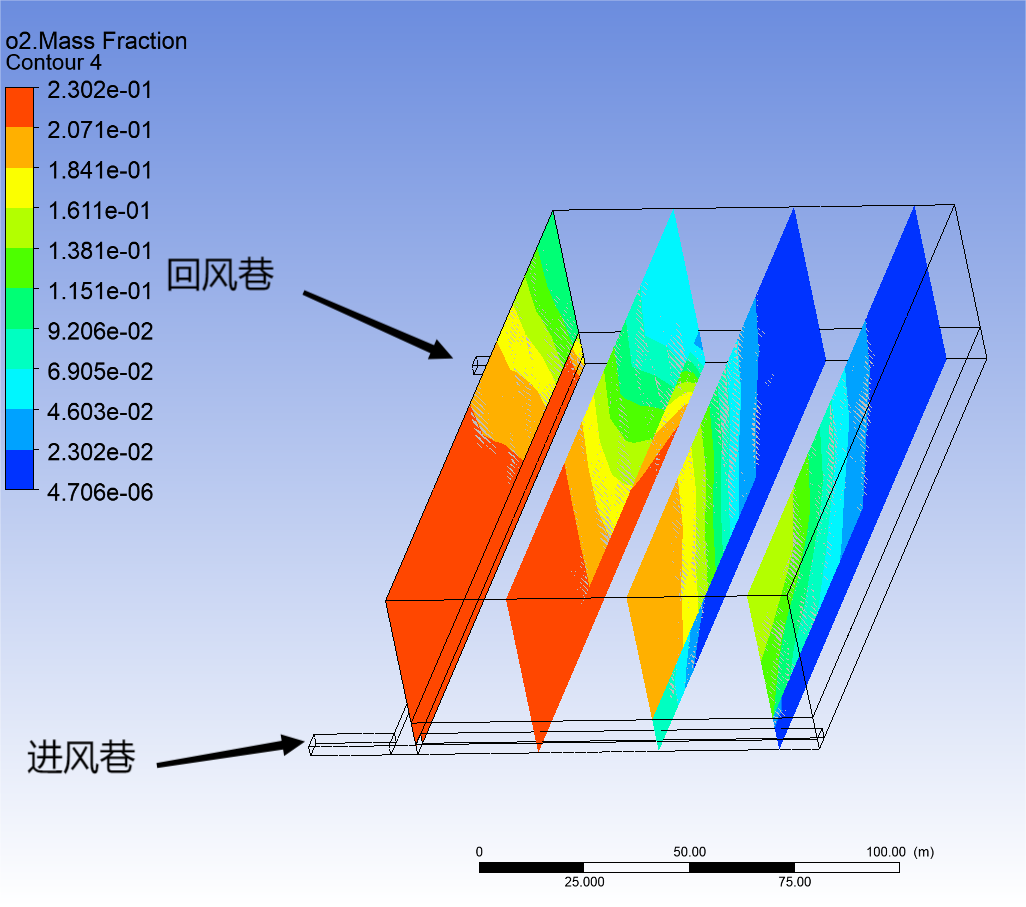 o2.Mass Fraction
Contour 4
2.302e-01
2.071e-01
1.841e-01
1.611e-01
1.381e-01
1.151e-01
9.206e-02
6.905e-02
4.603e-02
2.302e-02
4.706e-06
回风巷
进风巷
0 50.00 100.00 (m)
25.000 75.00